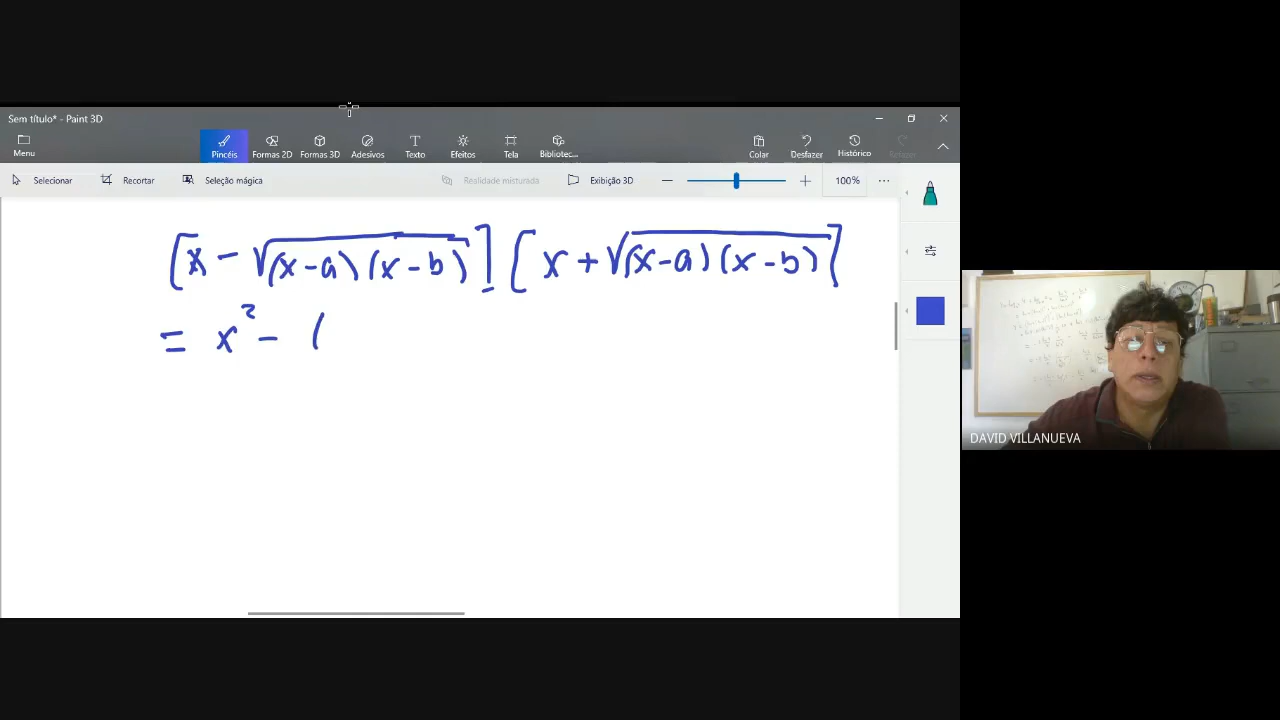 Sem título* - Paint 3D
Menu
Pincéis
Formas 2D
Formas 3D
Adesivos
Texto
Efeitos
Tela
Bibliotec...
Colar
Desfazer
Histórico
Refazer
Selecionar
Recortar
Seleção mágica
Realidade misturada
Exibição 3D
100%
[x - √(x-a)(x-b)] [x + √(x-a)(x-b)]
= x² - (
DAVID VILLANUEVA